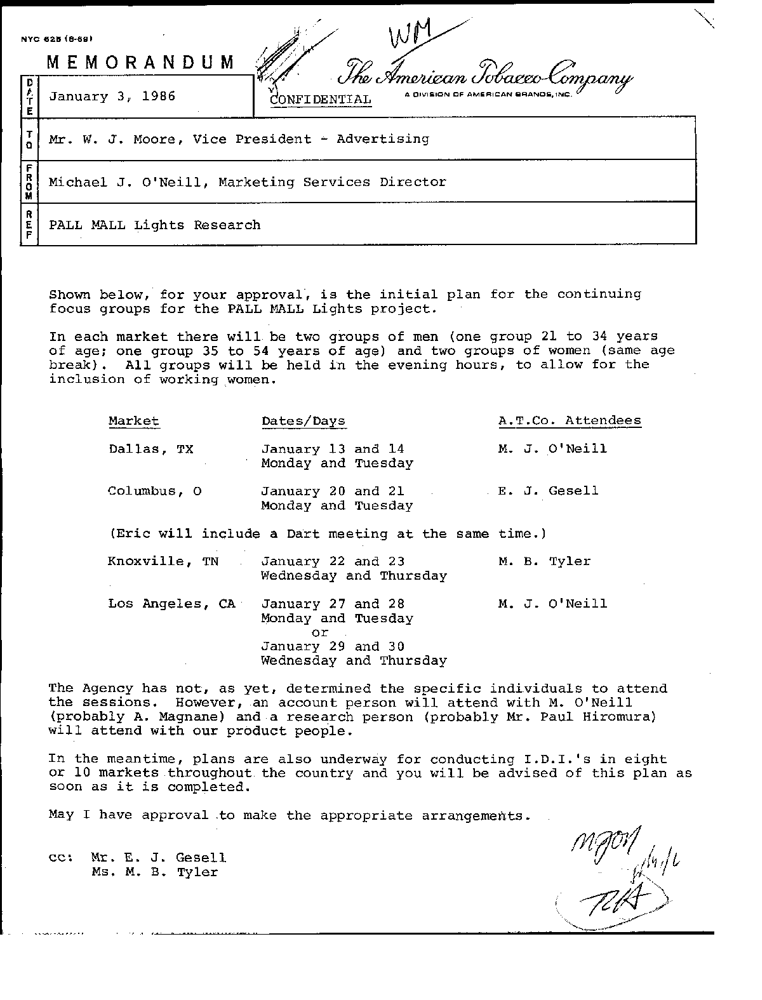 NYC 625 (8-69)
WM
MEMORANDUM
The American Tobacco Company
A DIVISION OF AMERICAN BRANDS, INC.
DATE
January 3, 1986
CONFIDENTIAL
TO
Mr. W. J. Moore, Vice President - Advertising
FROM
Michael J. O'Neill, Marketing Services Director
REF
PALL MALL Lights Research
Shown below, for your approval, is the initial plan for the continuing
focus groups for the PALL MALL Lights project.
In each market there will be two groups of men (one group 21 to 34 years
of age; one group 35 to 54 years of age) and two groups of women (same age
break). All groups will be held in the evening hours, to allow for the
inclusion of working women.
Market Dates/Days A.T.Co. Attendees
Dallas, TX January 13 and 14 M. J. O'Neill
Monday and Tuesday
Columbus, O January 20 and 21 E. J. Gesell
Monday and Tuesday
(Eric will include a Dart meeting at the same time.)
Knoxville, TN January 22 and 23 M. B. Tyler
Wednesday and Thursday
Los Angeles, CA January 27 and 28 M. J. O'Neill
Monday and Tuesday
or
January 29 and 30
Wednesday and Thursday
The Agency has not, as yet, determined the specific individuals to attend
the sessions. However, an account person will attend with M. O'Neill
(probably A. Magnane) and a research person (probably Mr. Paul Hiromura)
will attend with our product people.
In the meantime, plans are also underway for conducting I.D.I.'s in eight
or 10 markets throughout the country and you will be advised of this plan as
soon as it is completed.
May I have approval to make the appropriate arrangements.
cc: Mr. E. J. Gesell
Ms. M. B. Tyler